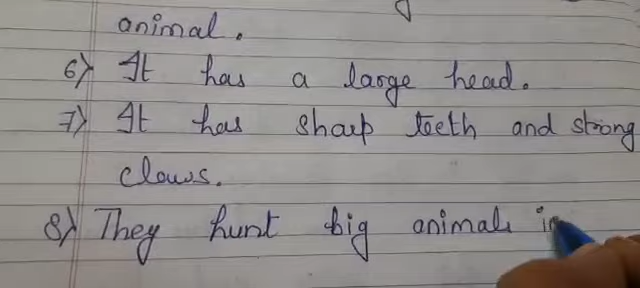 animal.
6) It has a large head.
7) It has sharp teeth and strong
claws.
8) They hunt big animals in